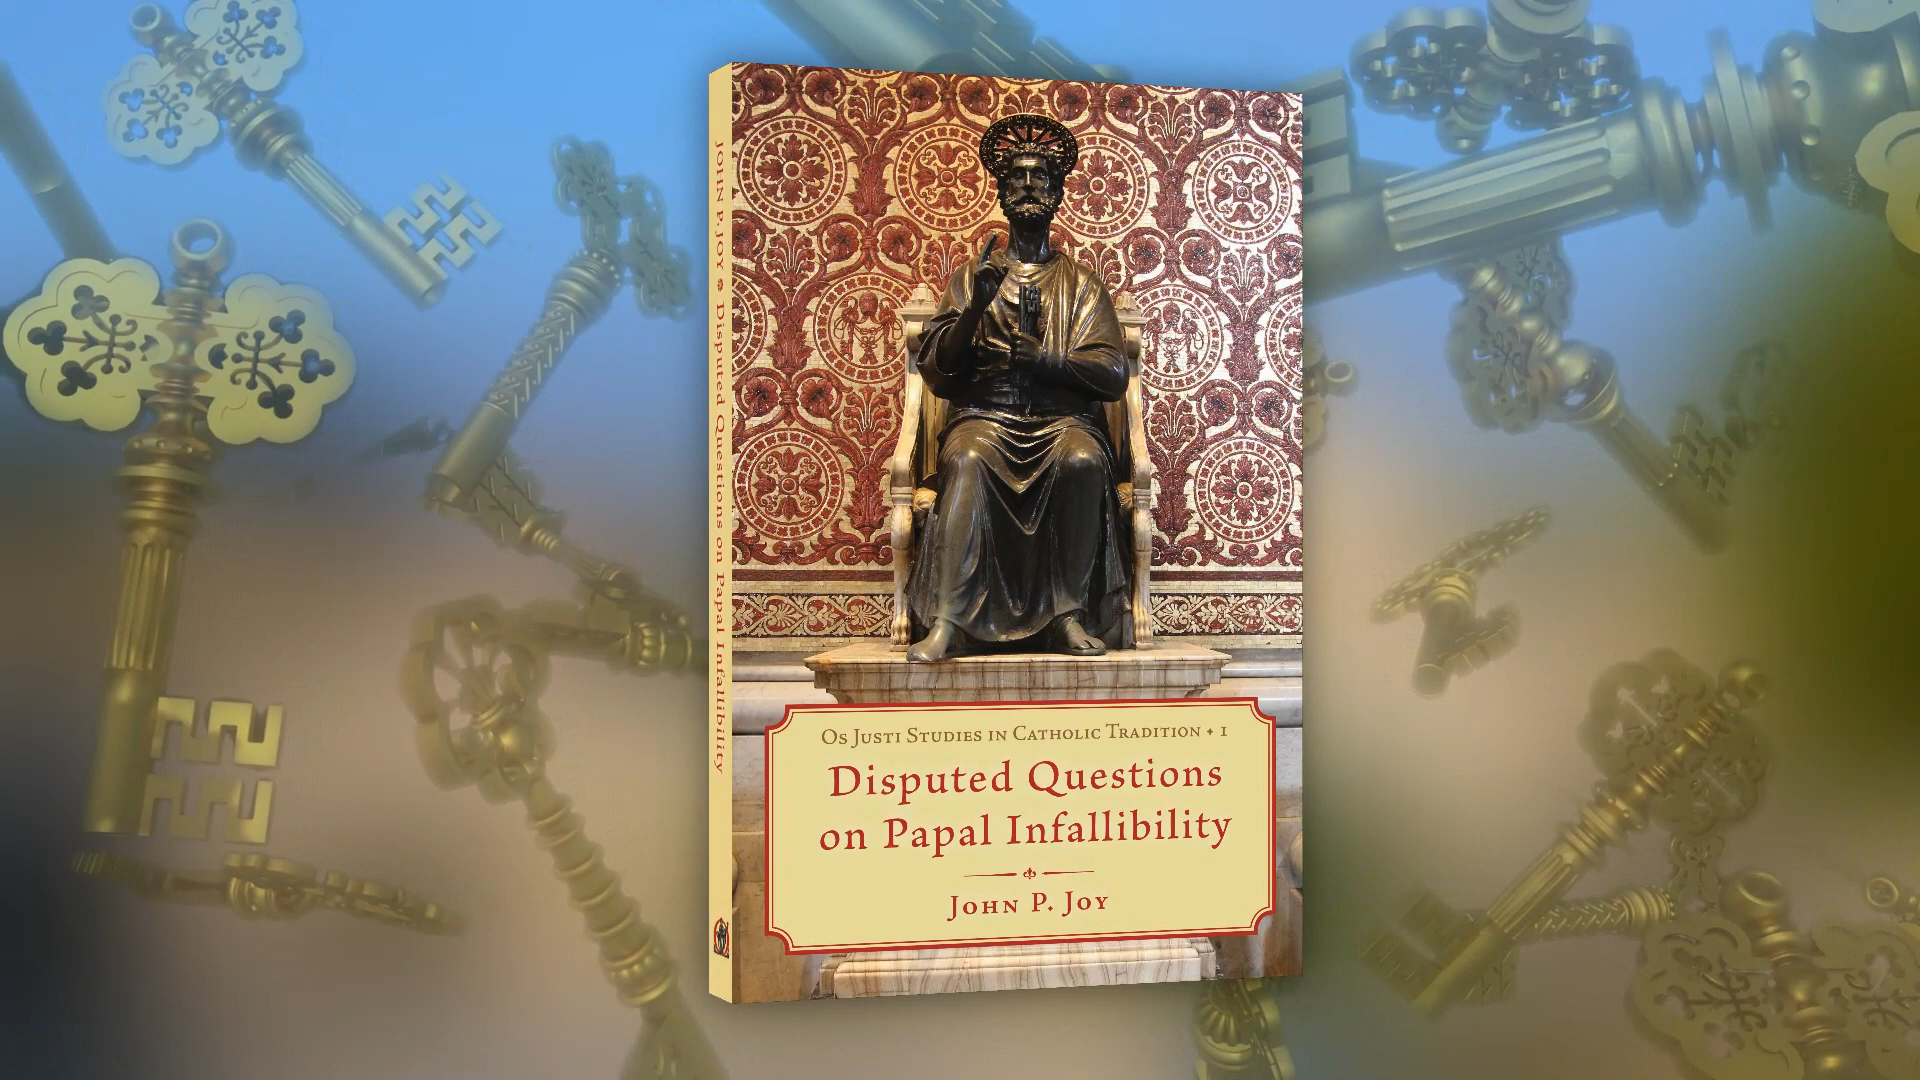 JOHN P. JOY ❧ Disputed Questions on Papal Infallibility
Os Justi Studies in Catholic Tradition ✦ 1
Disputed Questions
on Papal Infallibility
John P. Joy